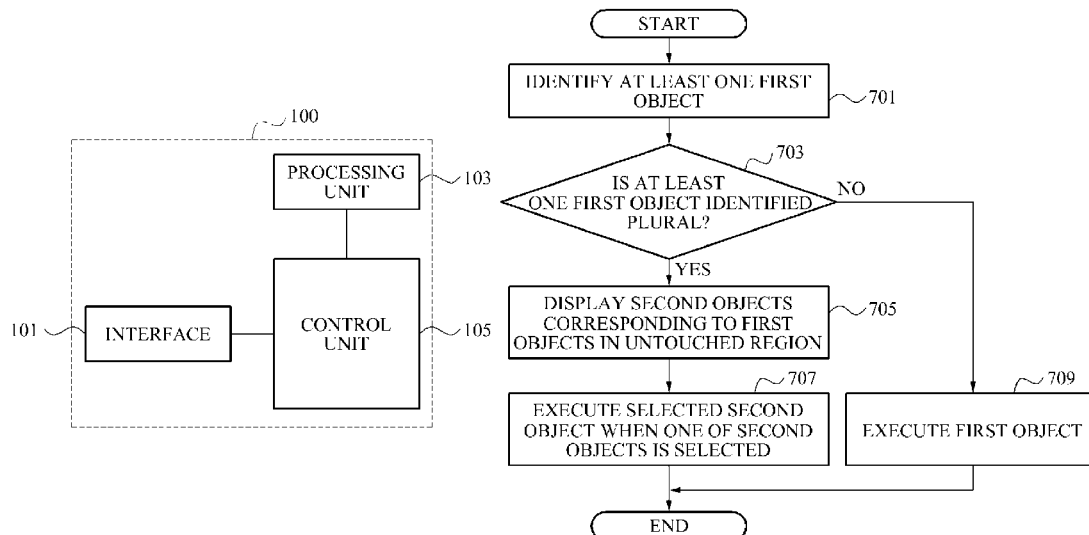 100
PROCESSING
UNIT
103
101
INTERFACE
CONTROL
UNIT
105
START
IDENTIFY AT LEAST ONE FIRST
OBJECT
701
703
IS AT LEAST
ONE FIRST OBJECT IDENTIFIED
PLURAL?
NO
YES
DISPLAY SECOND OBJECTS
CORRESPONDING TO FIRST
OBJECTS IN UNTOUCHED REGION
705
707
EXECUTE SELECTED SECOND
OBJECT WHEN ONE OF SECOND
OBJECTS IS SELECTED
709
EXECUTE FIRST OBJECT
END